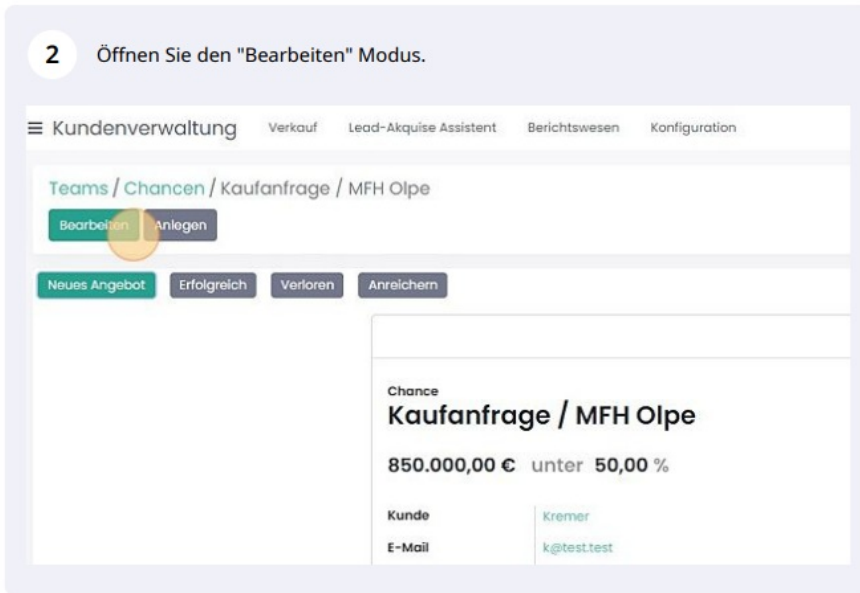 2 Öffnen Sie den "Bearbeiten" Modus.
≡ Kundenverwaltung Verkauf Lead-Akquise Assistent Berichtswesen Konfiguration
Teams / Chancen / Kaufanfrage / MFH Olpe
Bearbeiten Anlegen
Neues Angebot Erfolgreich Verloren Anreichern
Chance
Kaufanfrage / MFH Olpe
850.000,00 € unter 50,00 %
Kunde Kremer
E-Mail k@test.test